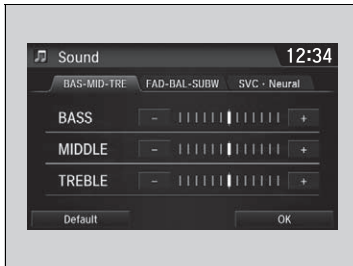 Sound 12:34
BAS-MID-TRE FAD-BAL-SUBW SVC · Neural
BASS - +
MIDDLE - +
TREBLE - +
Default OK